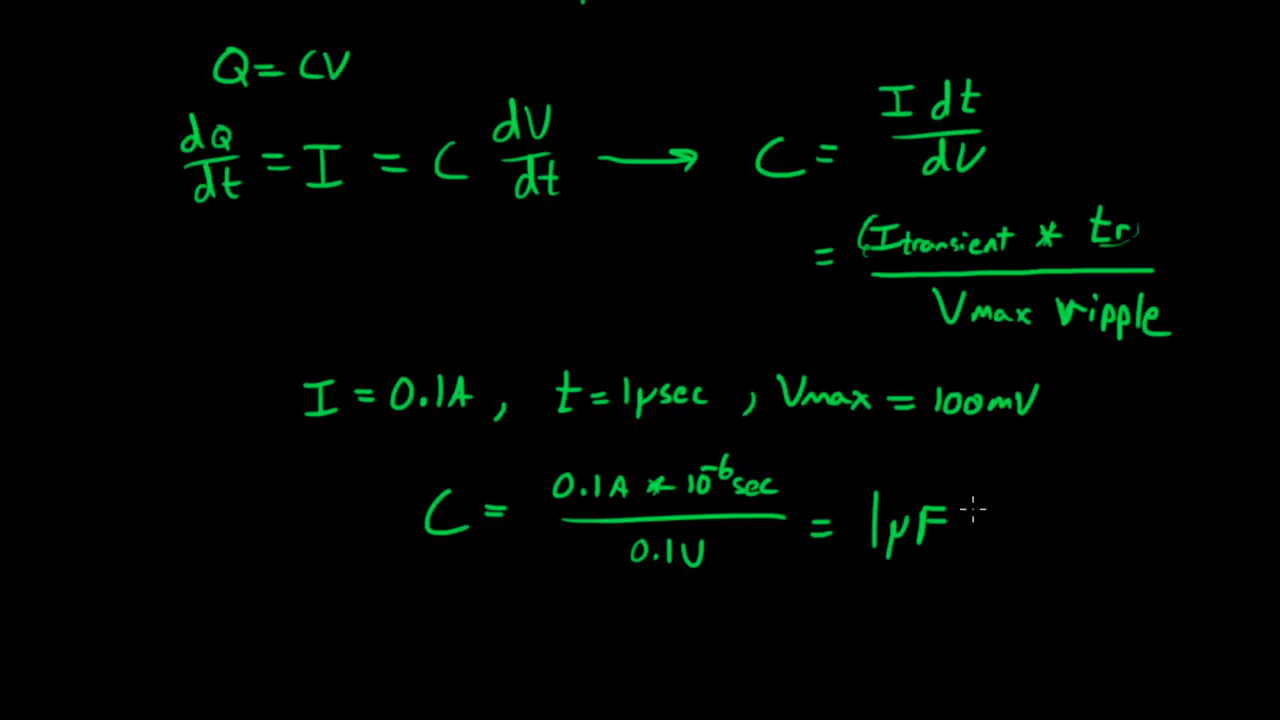 Q = CV
dQ/dt = I = C dV/dt → C = I dt/dV
= (Itransient * tr)/Vmax ripple
I = 0.1A, t = 1μsec, Vmax = 100mV
C = 0.1A * 10^-6 sec/0.1V = 1μF